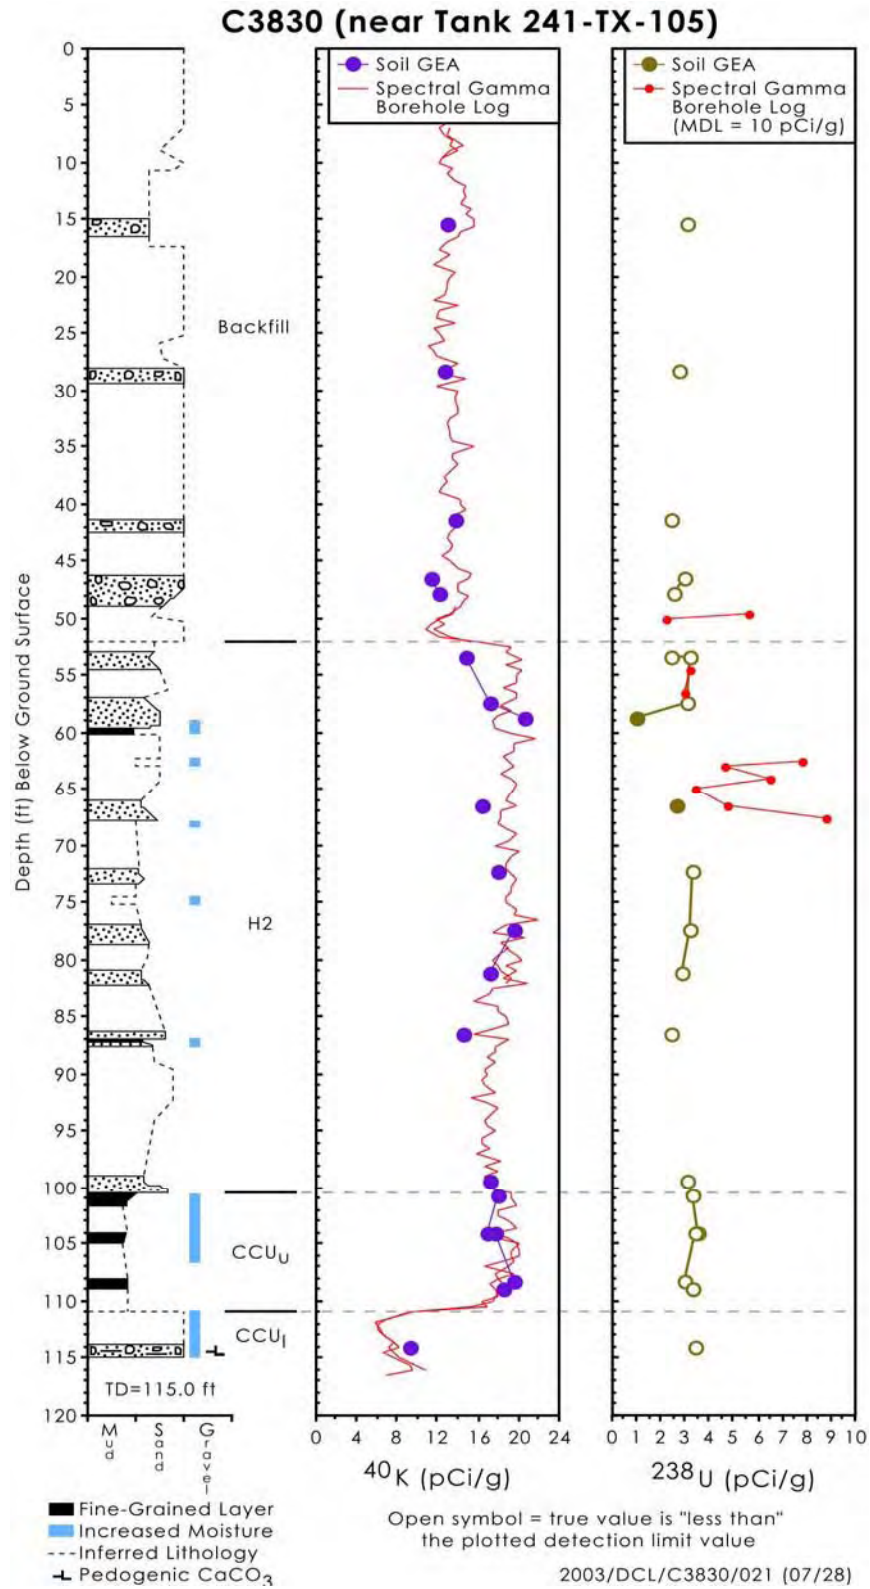 C3830 (near Tank 241-TX-105)
Soil GEA
Spectral Gamma
Borehole Log
Soil GEA
Spectral Gamma
Borehole Log
(MDL = 10 pCi/g)
Depth (ft) Below Ground Surface
0
5
10
15
20
25
30
35
40
45
50
55
60
65
70
75
80
85
90
95
100
105
110
115
120
Backfill
H2
CCUᵤ
CCUₗ
TD=115.0 ft
Mud
Sand
Gravel
0 4 8 12 16 20 24
⁴⁰K (pCi/g)
0 1 2 3 4 5 6 7 8 9 10
²³⁸U (pCi/g)
Fine-Grained Layer
Increased Moisture
Inferred Lithology
Pedogenic CaCO₃
Open symbol = true value is "less than"
the plotted detection limit value
2003/DCL/C3830/021 (07/28)